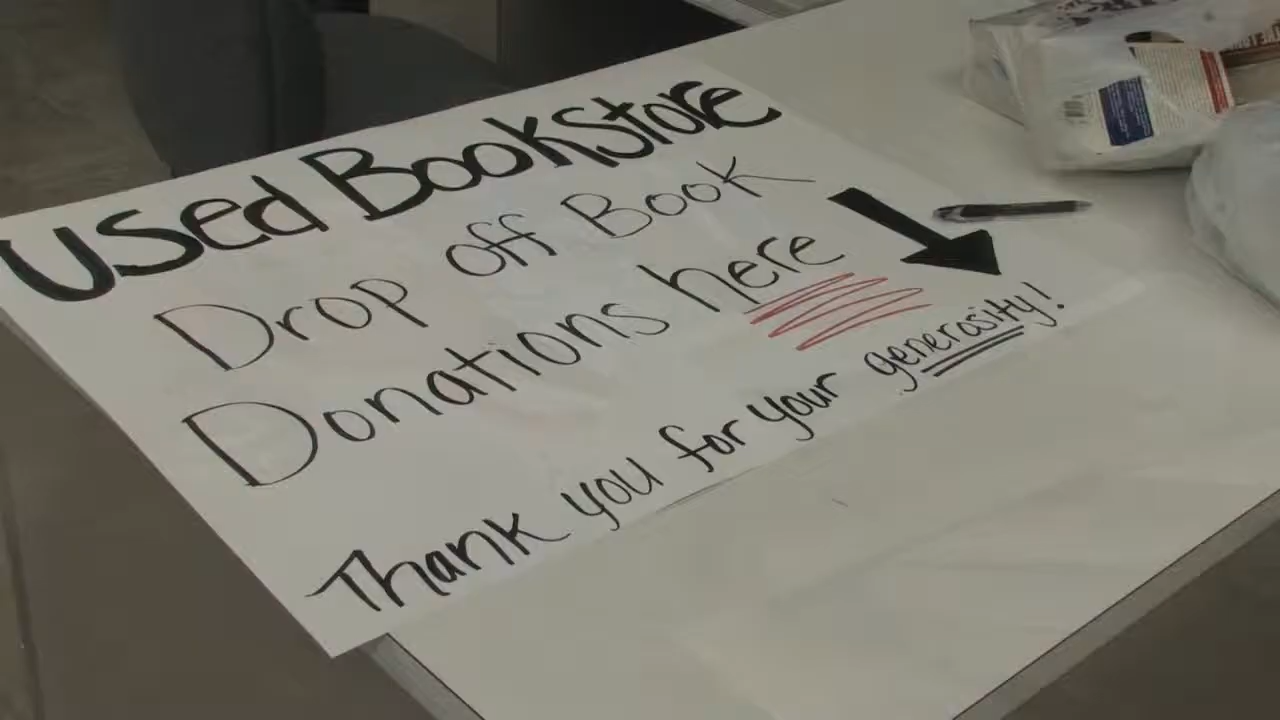 Used BookStore
Drop off Book
Donations here
Thank you for your generosity!